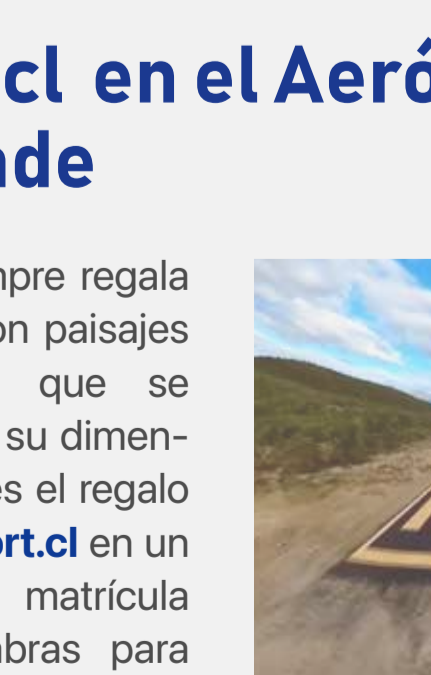 cl en el Aeró
nde
mpre regala
on paisajes
que se
su dimen-
es el regalo
ort.cl en un
matrícula
abras para